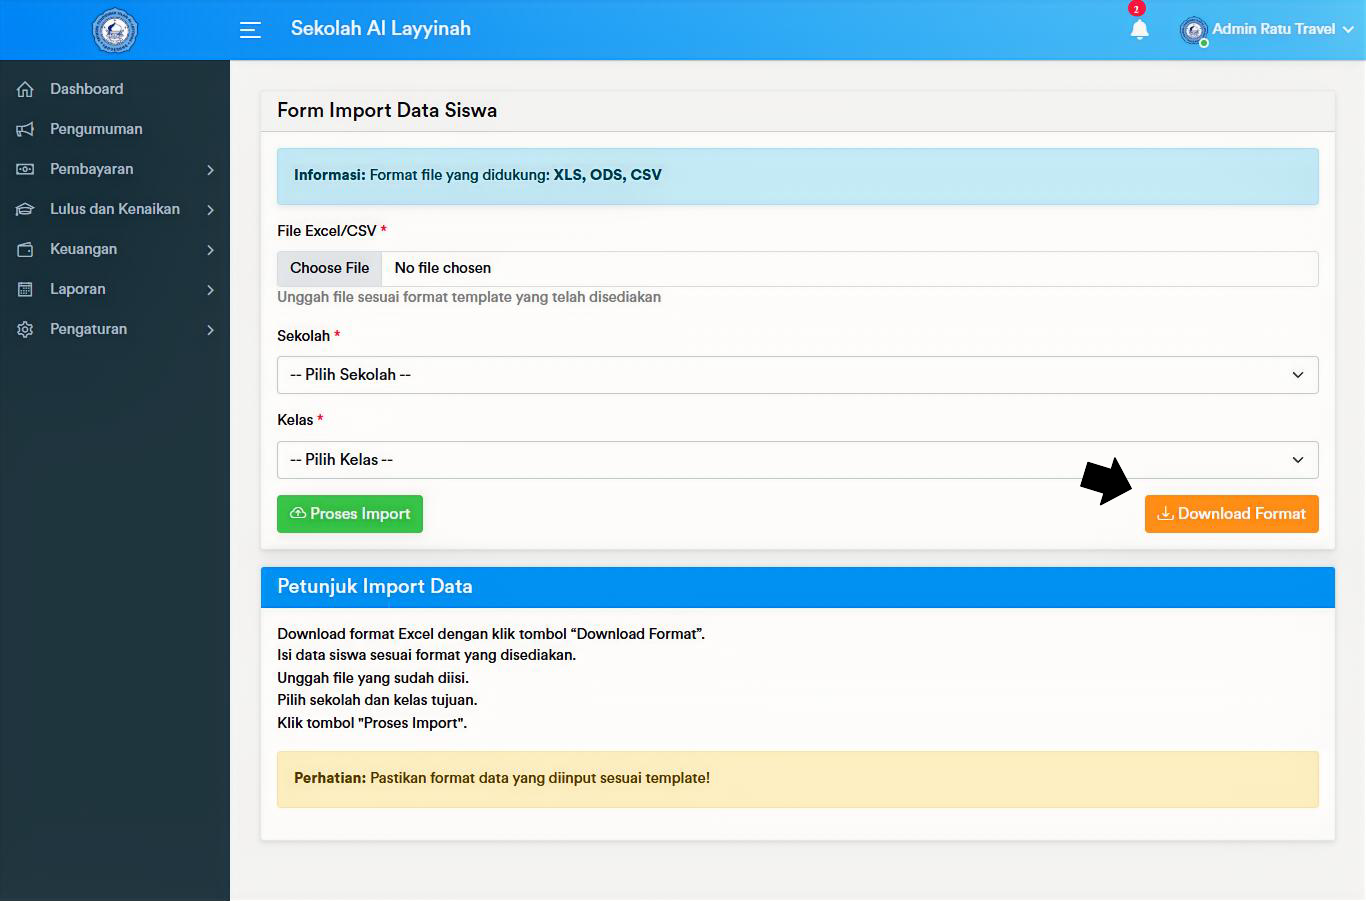 Sekolah Al Layyinah
2
Admin Ratu Travel
Dashboard
Pengumuman
Pembayaran
Lulus dan Kenaikan
Keuangan
Laporan
Pengaturan
Form Import Data Siswa
Informasi: Format file yang didukung: XLS, ODS, CSV
File Excel/CSV *
Choose File No file chosen
Unggah file sesuai format template yang telah disediakan
Sekolah *
-- Pilih Sekolah --
Kelas *
-- Pilih Kelas --
Proses Import
Download Format
Petunjuk Import Data
Download format Excel dengan klik tombol “Download Format”.
Isi data siswa sesuai format yang disediakan.
Unggah file yang sudah diisi.
Pilih sekolah dan kelas tujuan.
Klik tombol "Proses Import".
Perhatian: Pastikan format data yang diinput sesuai template!